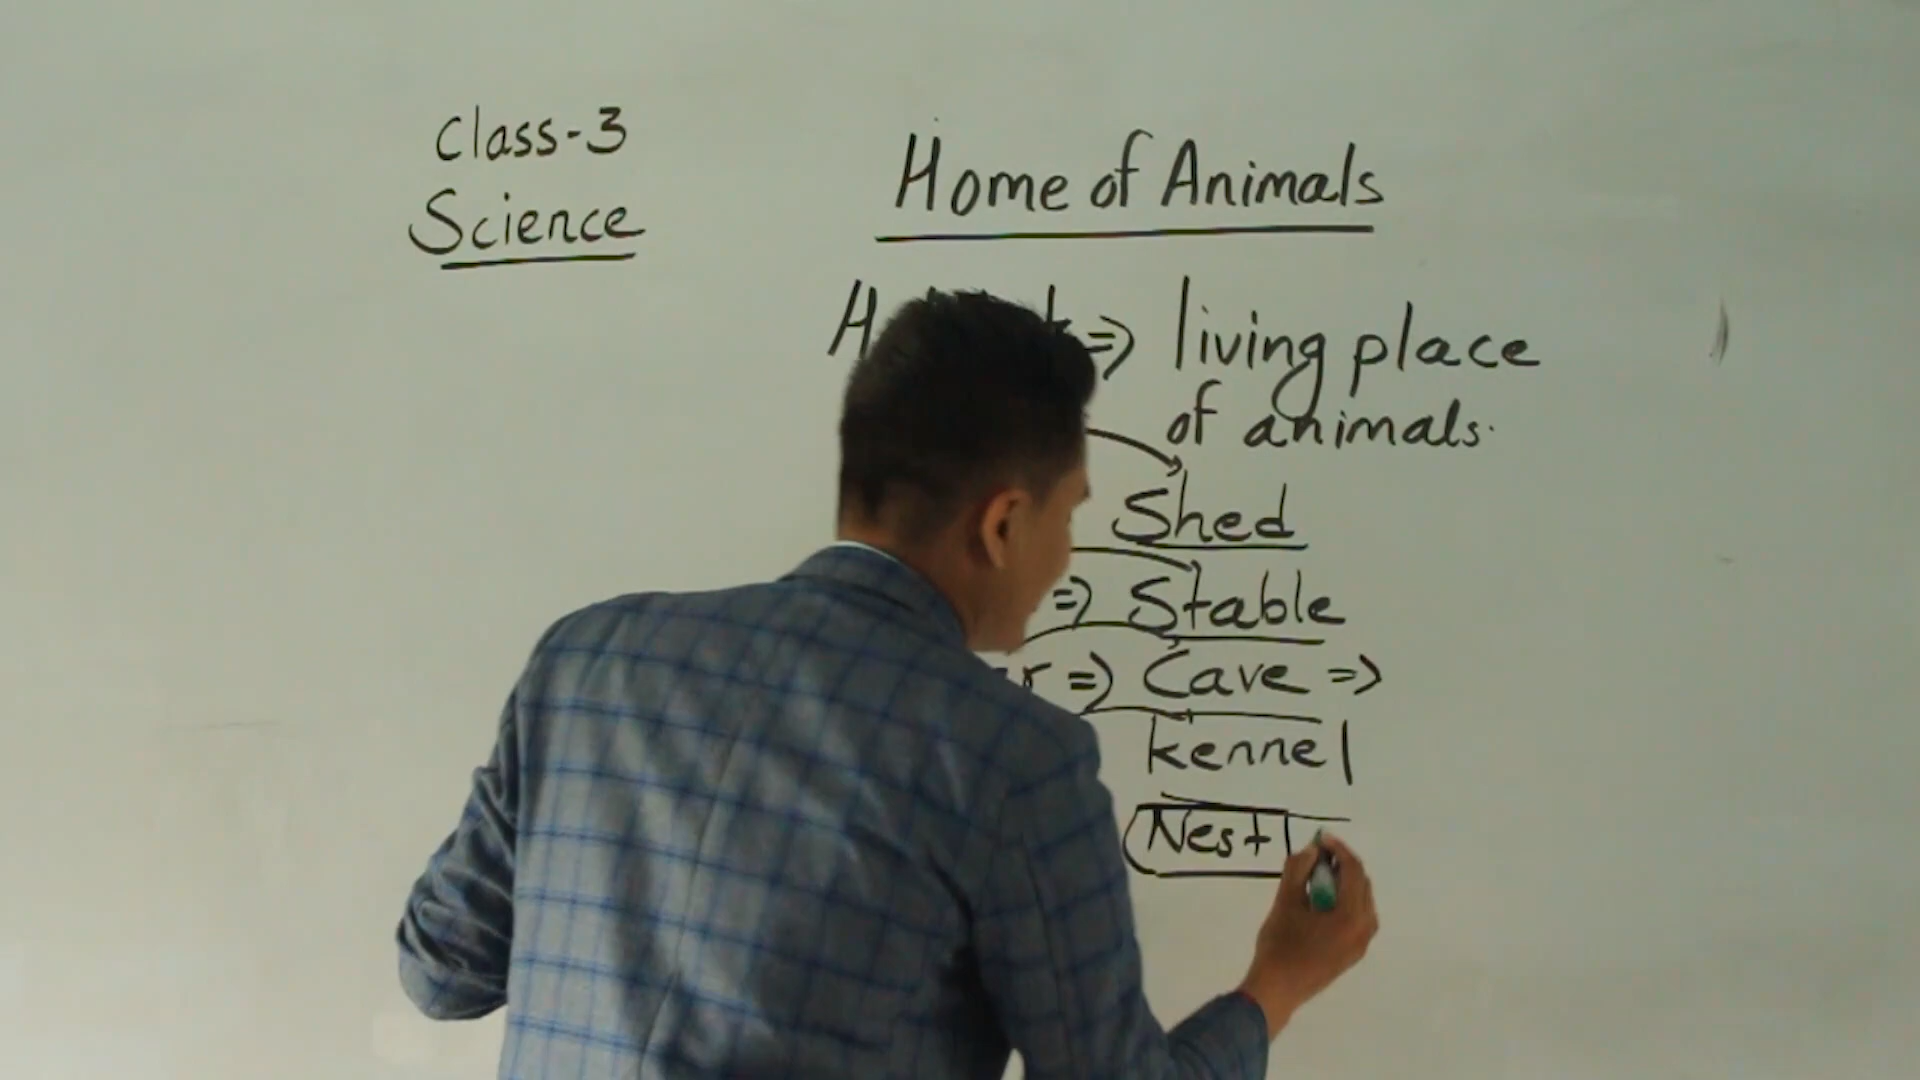 Class-3
Science
Home of Animals
=> living place
of animals.
Shed
=> Stable
=> Cave =>
kennel
Nest